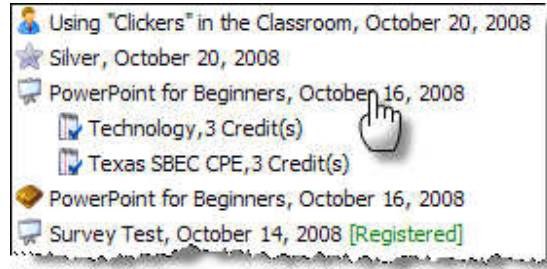 Using "Clickers" in the Classroom, October 20, 2008
Silver, October 20, 2008
PowerPoint for Beginners, October 16, 2008
Technology,3 Credit(s)
Texas SBEC CPE,3 Credit(s)
PowerPoint for Beginners, October 16, 2008
Survey Test, October 14, 2008 [Registered]